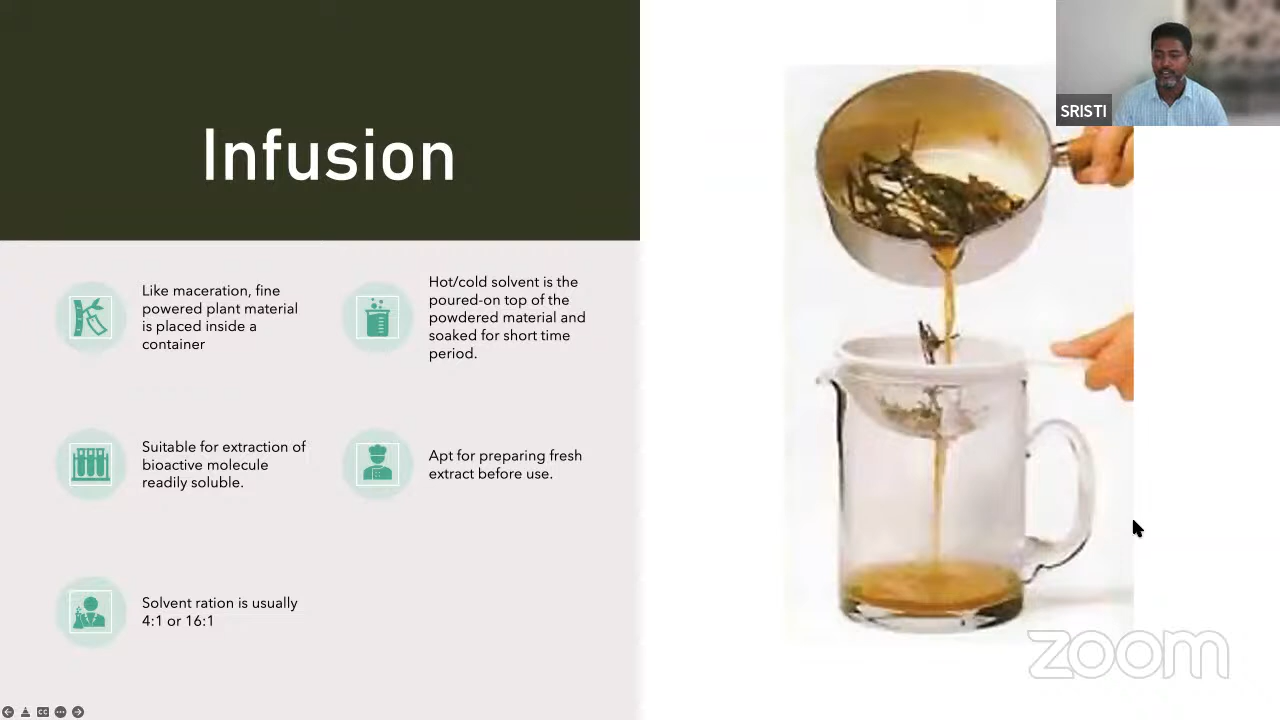 Infusion
Like maceration, fine
powered plant material
is placed inside a
container
Hot/cold solvent is the
poured-on top of the
powdered material and
soaked for short time
period.
Suitable for extraction of
bioactive molecule
readily soluble.
Apt for preparing fresh
extract before use.
Solvent ration is usually
4:1 or 16:1
SRISTI
zoom
CC